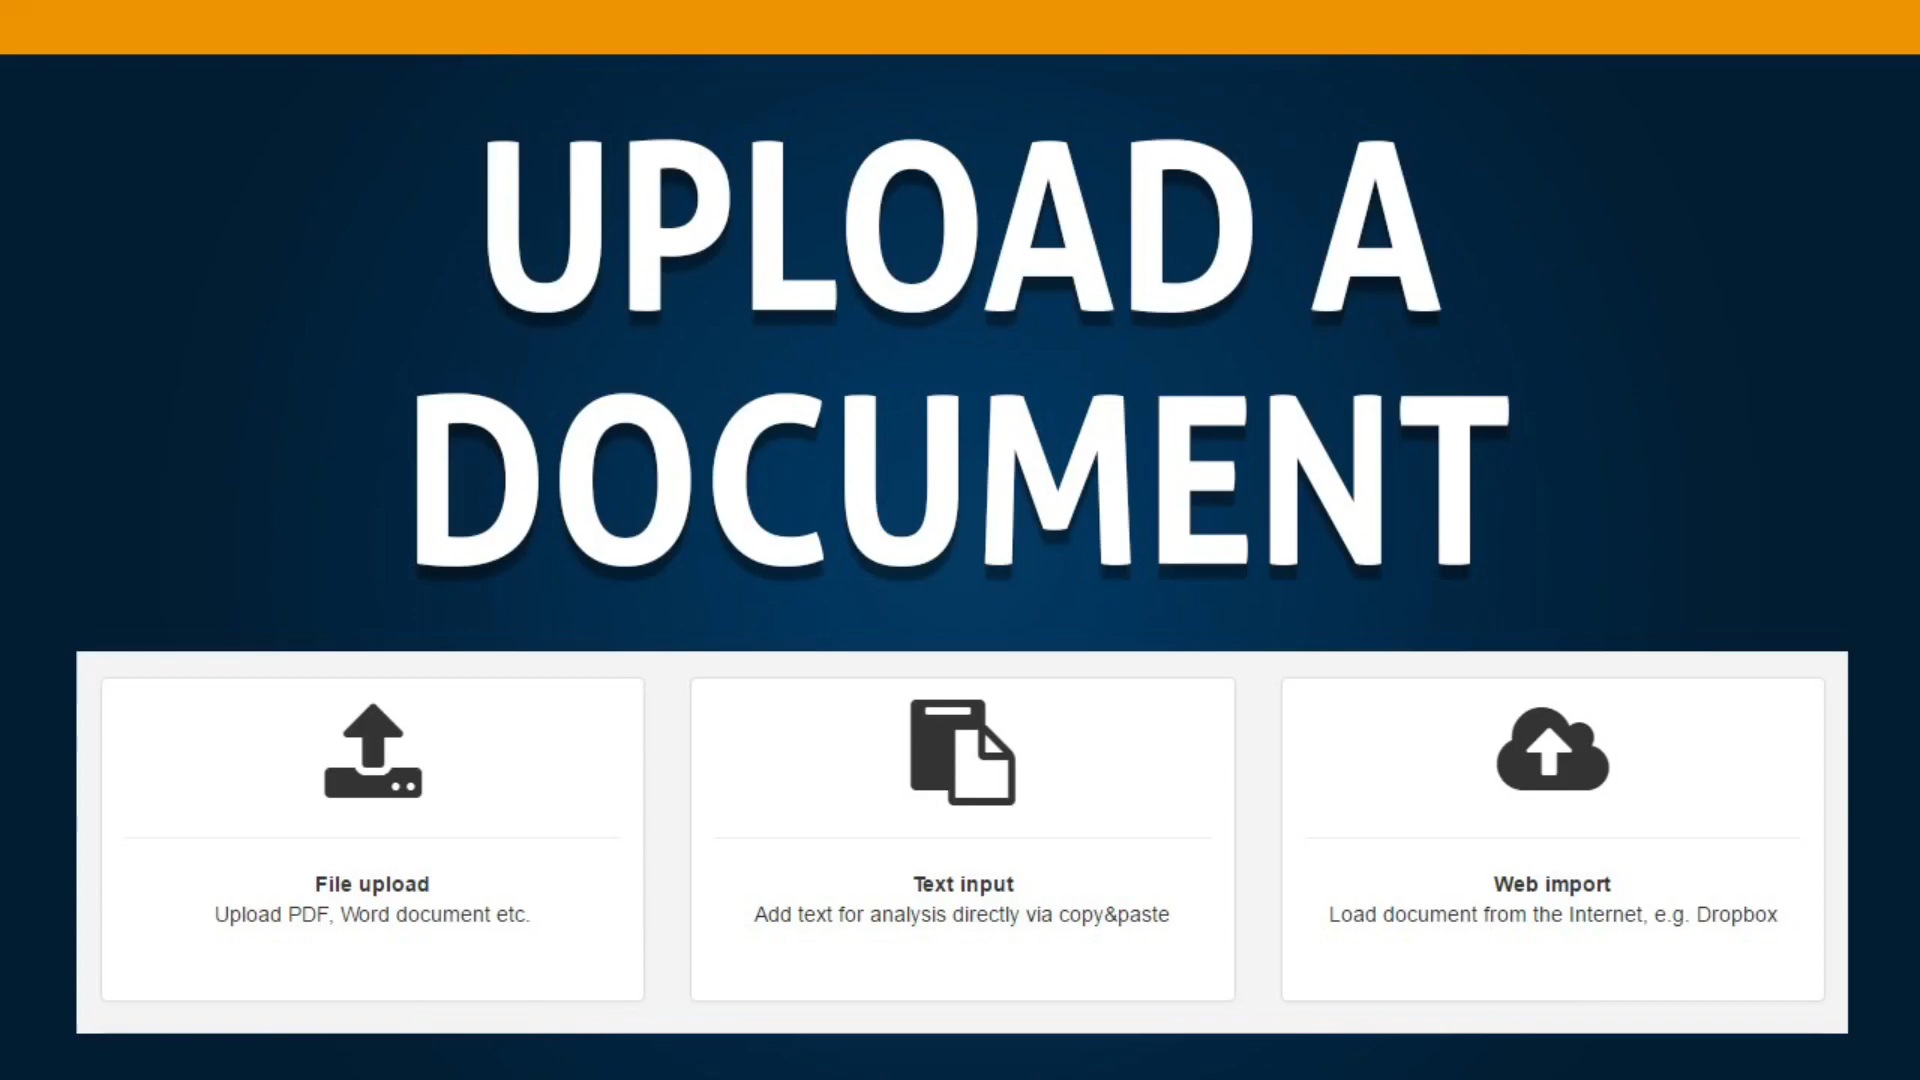 UPLOAD A
DOCUMENT
File upload
Upload PDF, Word document etc.
Text input
Add text for analysis directly via copy&paste
Web import
Load document from the Internet, e.g. Dropbox